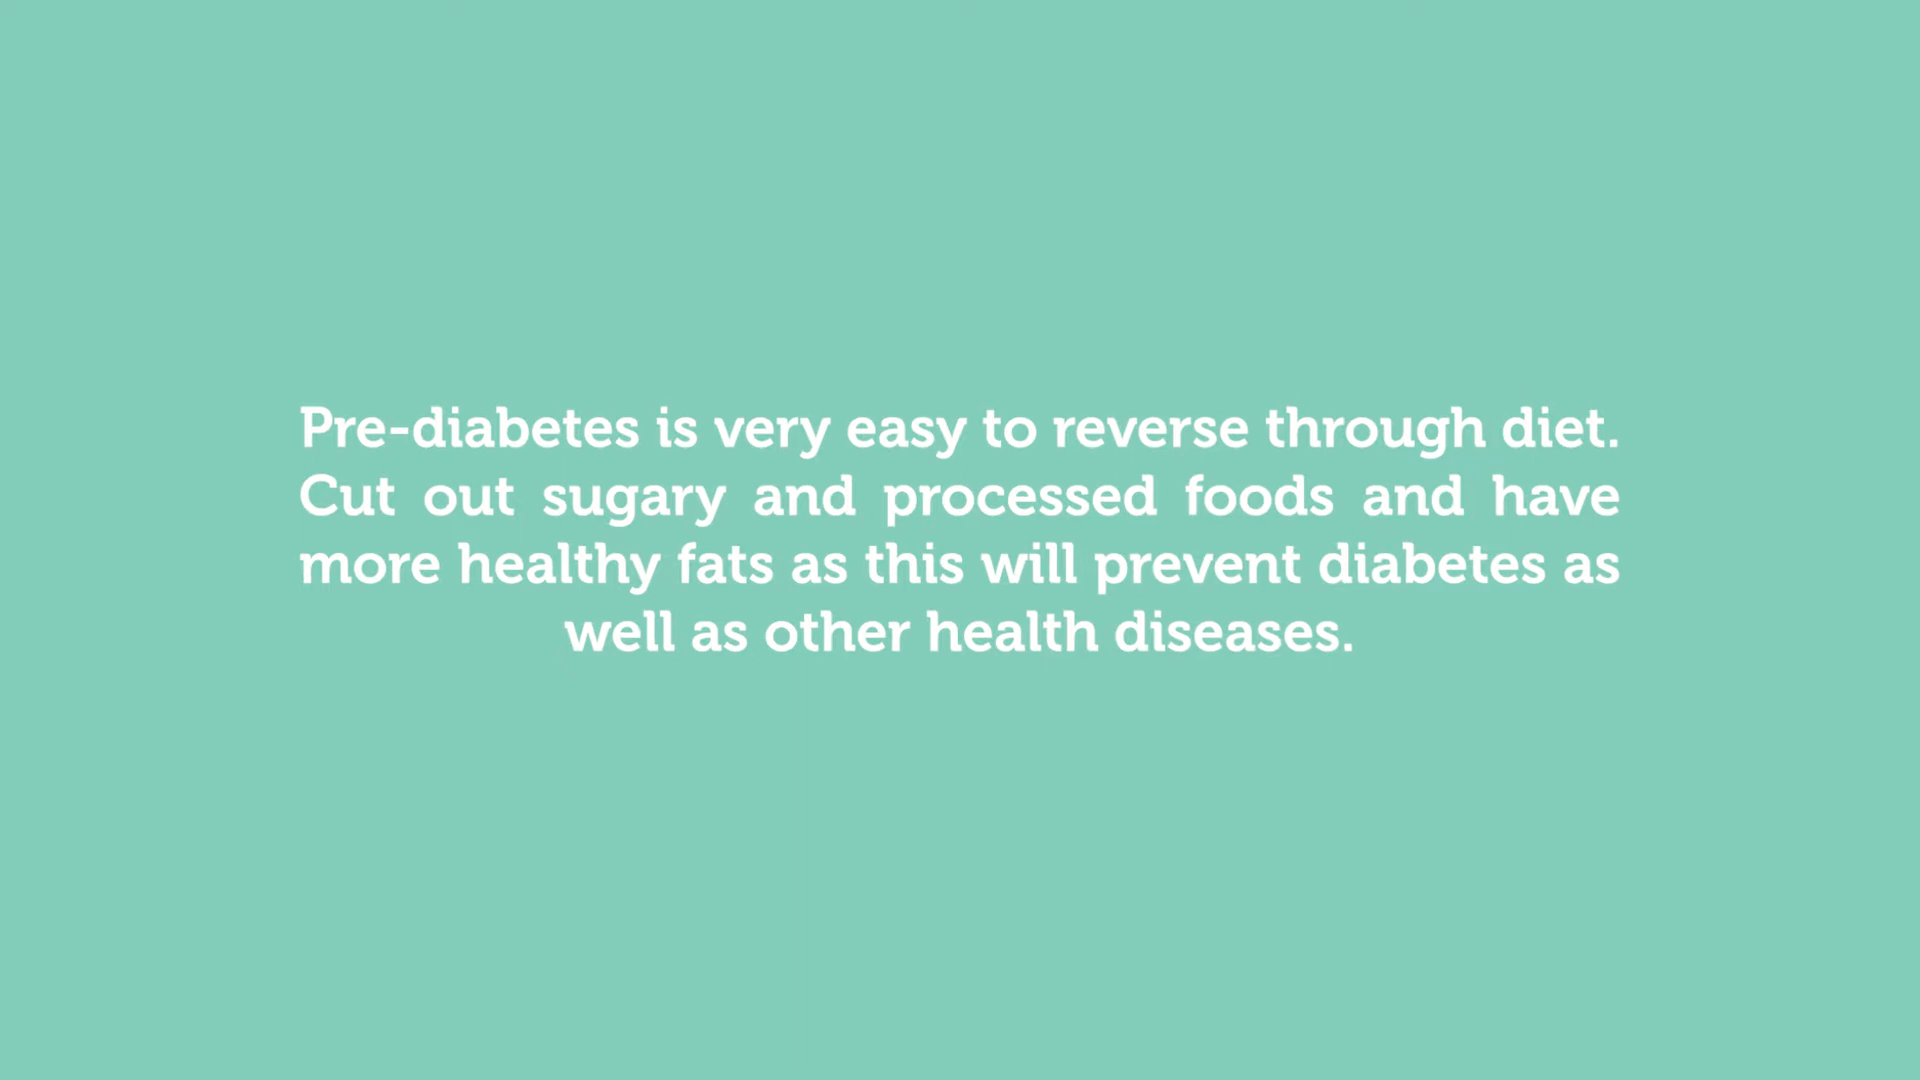 Pre-diabetes is very easy to reverse through diet.
Cut out sugary and processed foods and have
more healthy fats as this will prevent diabetes as
well as other health diseases.